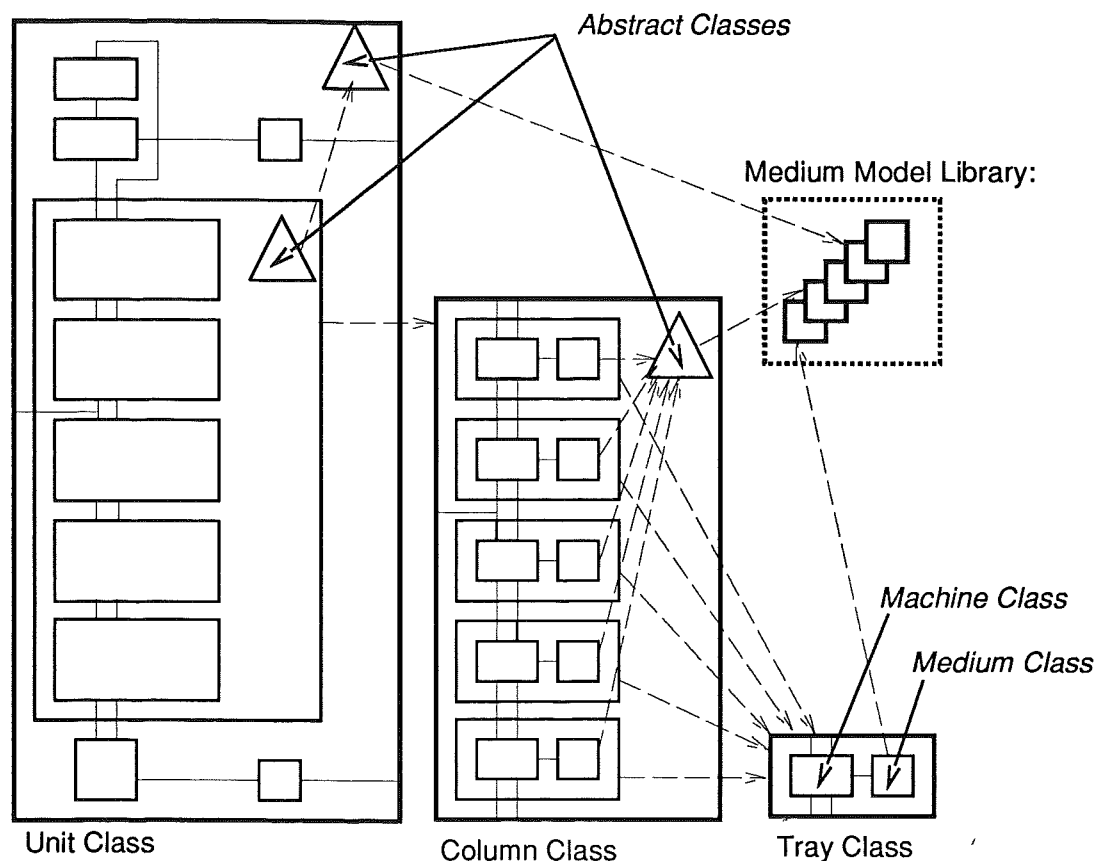 Abstract Classes
Medium Model Library:
Machine Class
Medium Class
Unit Class
Column Class
Tray Class